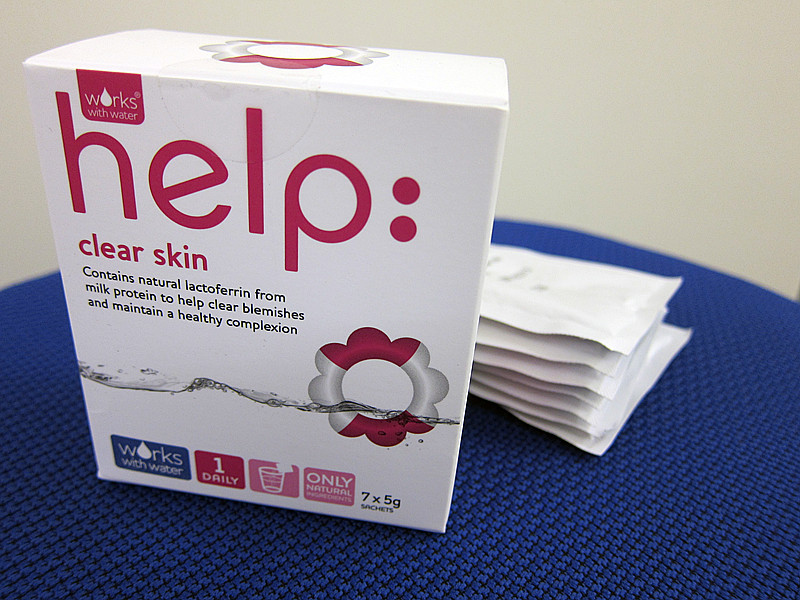 works®
with water
help:
clear skin
Contains natural lactoferrin from
milk protein to help clear blemishes
and maintain a healthy complexion
works
with water
1
DAILY
ONLY
NATURAL
INGREDIENTS
7 x 5g
SACHETS